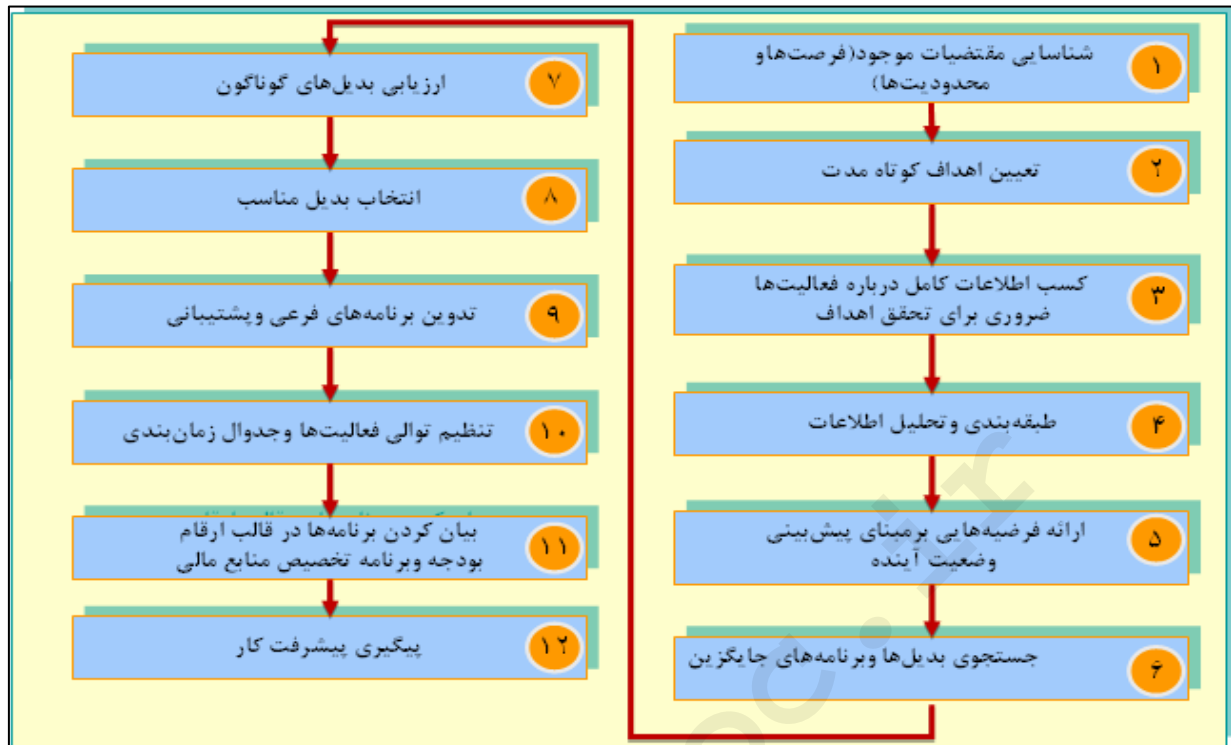 ۱
شناسایی مقتضیات موجود(فرصت‌هاو
محدودیت‌ها)
۲
تعیین اهداف کوتاه مدت
۳
کسب اطلاعات کامل درباره فعالیت‌ها
ضروری برای تحقق اهداف
۴
طبقه‌بندی وتحلیل اطلاعات
۵
ارائه فرضیه‌هایی برمبنای پیش‌بینی
وضعیت آینده
۶
جستجوی بدیل‌ها وبرنامه‌های جایگزین
۷
ارزیابی بدیل‌های گوناگون
۸
انتخاب بدیل مناسب
۹
تدوین برنامه‌های فرعی وپشتیبانی
۱۰
تنظیم توالی فعالیت‌ها وجدوال زمان‌بندی
۱۱
بیان کردن برنامه‌ها در قالب ارقام
بودجه وبرنامه تخصیص منابع مالی
۱۲
پیگیری پیشرفت کار